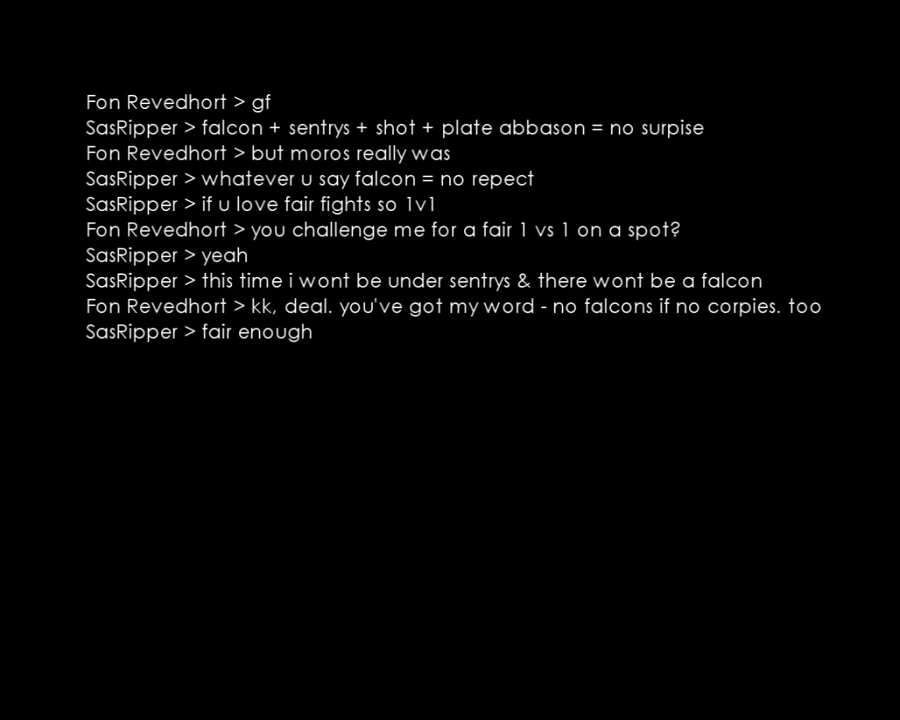 Fon Revedhort > gf
SasRipper > falcon + sentrys + shot + plate abbason = no surpise
Fon Revedhort > but moros really was
SasRipper > whatever u say falcon = no repect
SasRipper > if u love fair fights so 1v1
Fon Revedhort > you challenge me for a fair 1 vs 1 on a spot?
SasRipper > yeah
SasRipper > this time i wont be under sentrys & there wont be a falcon
Fon Revedhort > kk, deal. you've got my word - no falcons if no corpies. too
SasRipper > fair enough